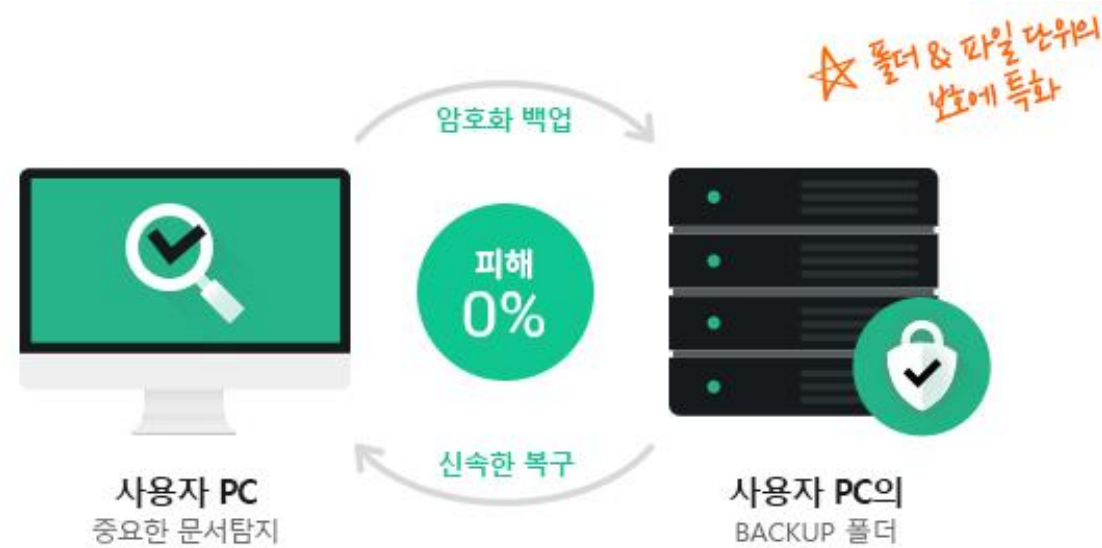 ☆ 폴더 & 파일 단위의
보호에 특화
암호화 백업
피해
0%
신속한 복구
사용자 PC
중요한 문서탐지
사용자 PC의
BACKUP 폴더